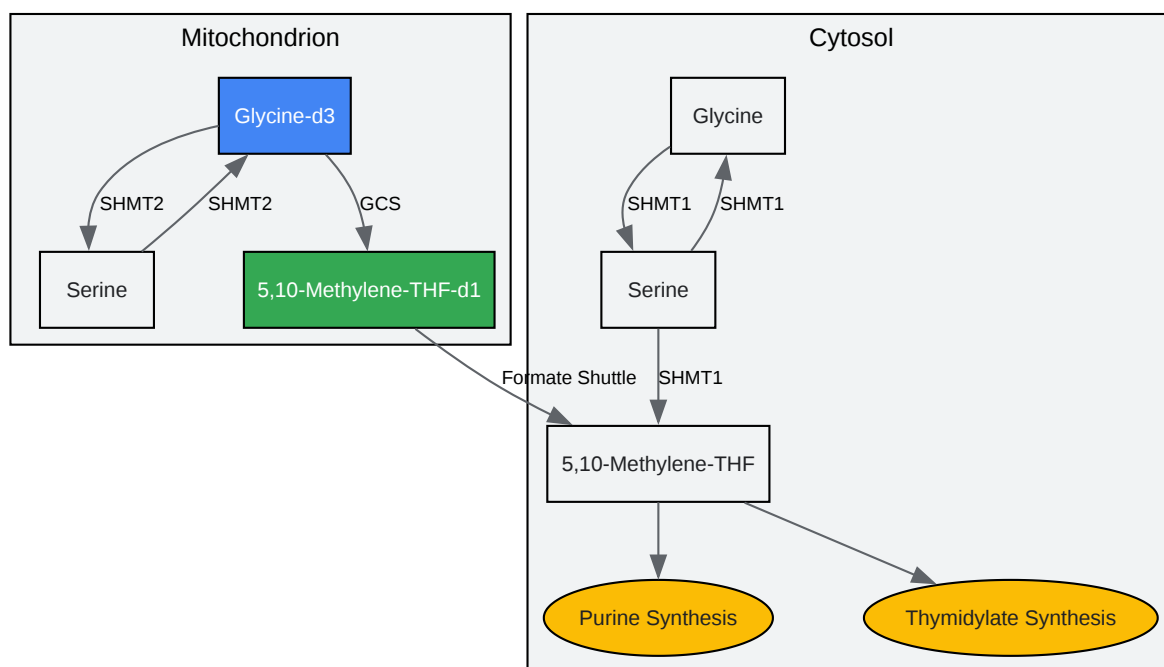 Mitochondrion
Cytosol
Glycine-d3
Glycine
SHMT2
SHMT2
GCS
SHMT1
SHMT1
Serine
5,10-Methylene-THF-d1
Serine
Formate Shuttle
SHMT1
5,10-Methylene-THF
Purine Synthesis
Thymidylate Synthesis